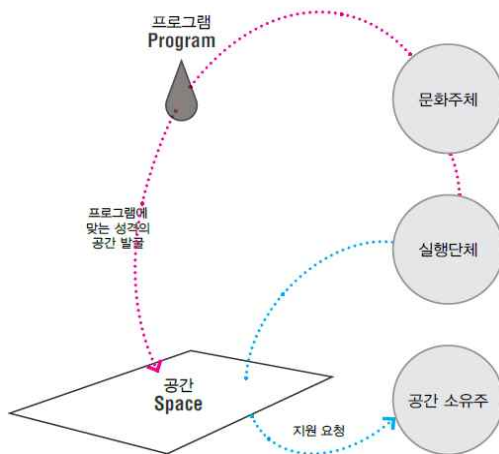 프로그램
Program
문화주체
프로그램에
맞는 성격의
공간 발굴
실행단체
공간
Space
공간 소유주
지원 요청